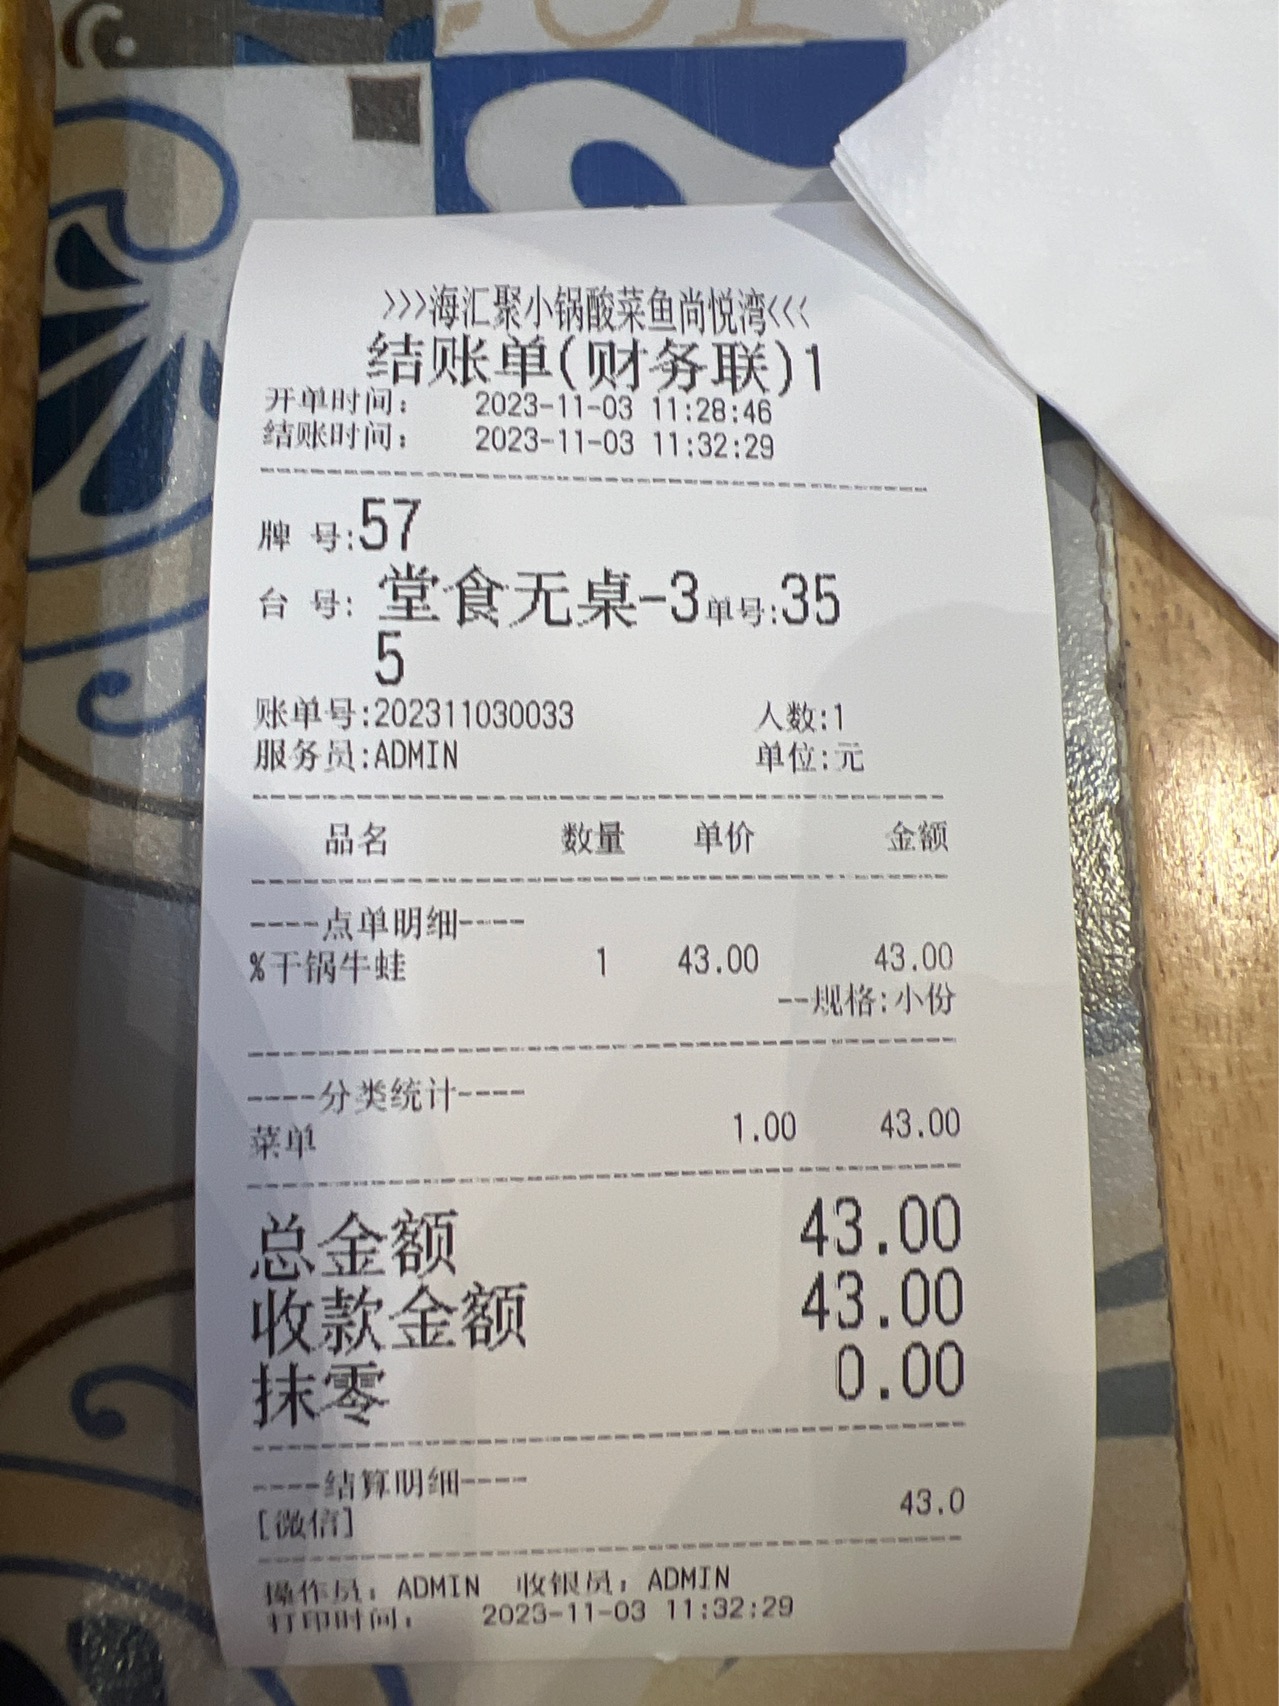 >>>海汇聚小锅酸菜鱼尚悦湾<<<
结账单(财务联)1
开单时间: 2023-11-03 11:28:46
结账时间: 2023-11-03 11:32:29
牌 号:57
台 号: 堂食无桌-3单号:35
5
账单号:202311030033 人数:1
服务员:ADMIN 单位:元
品名 数量 单价 金额
----点单明细----
%干锅牛蛙 1 43.00 43.00
--规格:小份
----分类统计----
菜单 1.00 43.00
总金额 43.00
收款金额 43.00
抹零 0.00
----结算明细----
[微信] 43.0
操作员: ADMIN 收银员: ADMIN
打印时间: 2023-11-03 11:32:29